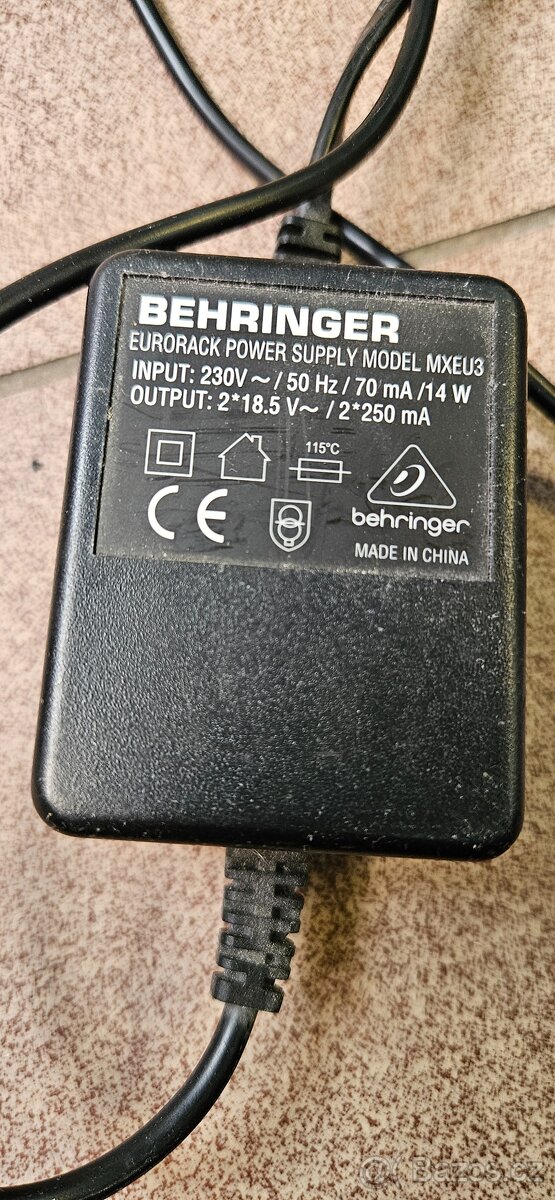 BEHRINGER
EURORACK POWER SUPPLY MODEL MXEU3
INPUT: 230V ~ / 50 Hz / 70 mA /14 W
OUTPUT: 2*18.5 V~ / 2*250 mA
115°C
CE
behringer
MADE IN CHINA
Bazoš.cz